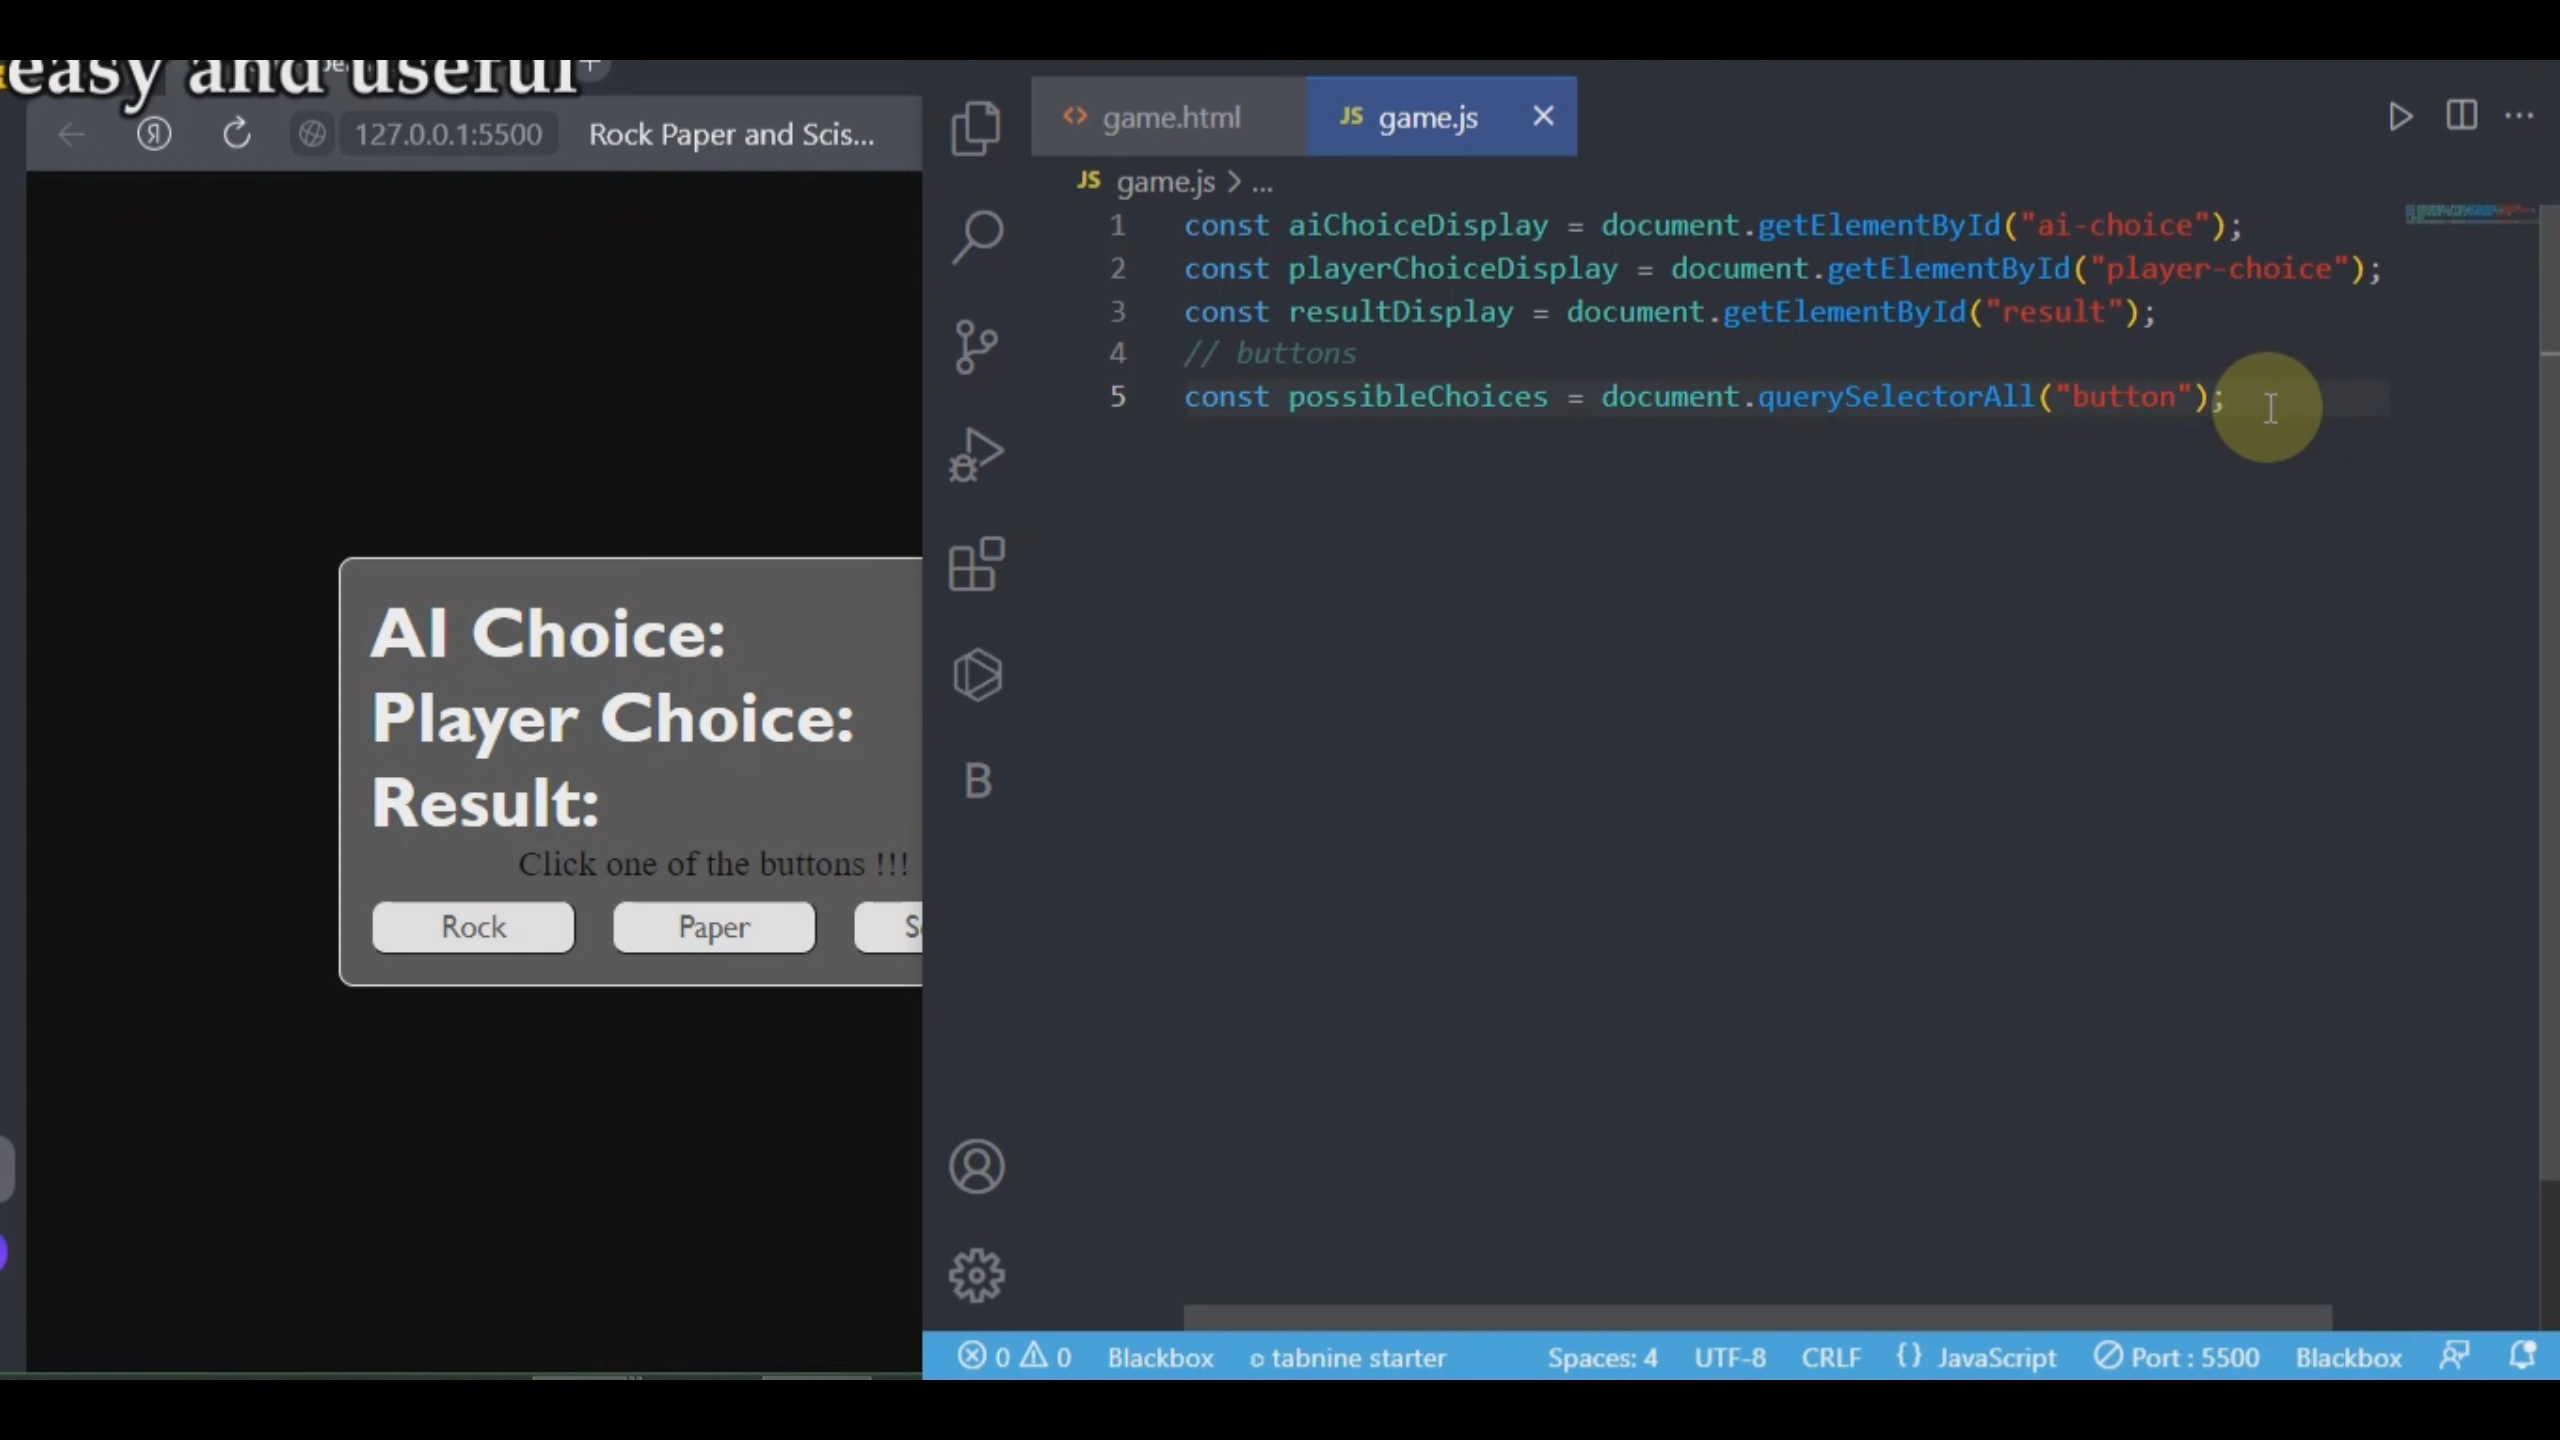 easy and useful
127.0.0.1:5500 Rock Paper and Scis...
AI Choice:
Player Choice:
Result:
Click one of the buttons !!!
Rock Paper
game.html JS game.js
JS game.js > ...
1 const aiChoiceDisplay = document.getElementById("ai-choice");
2 const playerChoiceDisplay = document.getElementById("player-choice");
3 const resultDisplay = document.getElementById("result");
4 // buttons
5 const possibleChoices = document.querySelectorAll("button");
B
0 0 Blackbox tabnine starter Spaces: 4 UTF-8 CRLF {} JavaScript Port : 5500 Blackbox